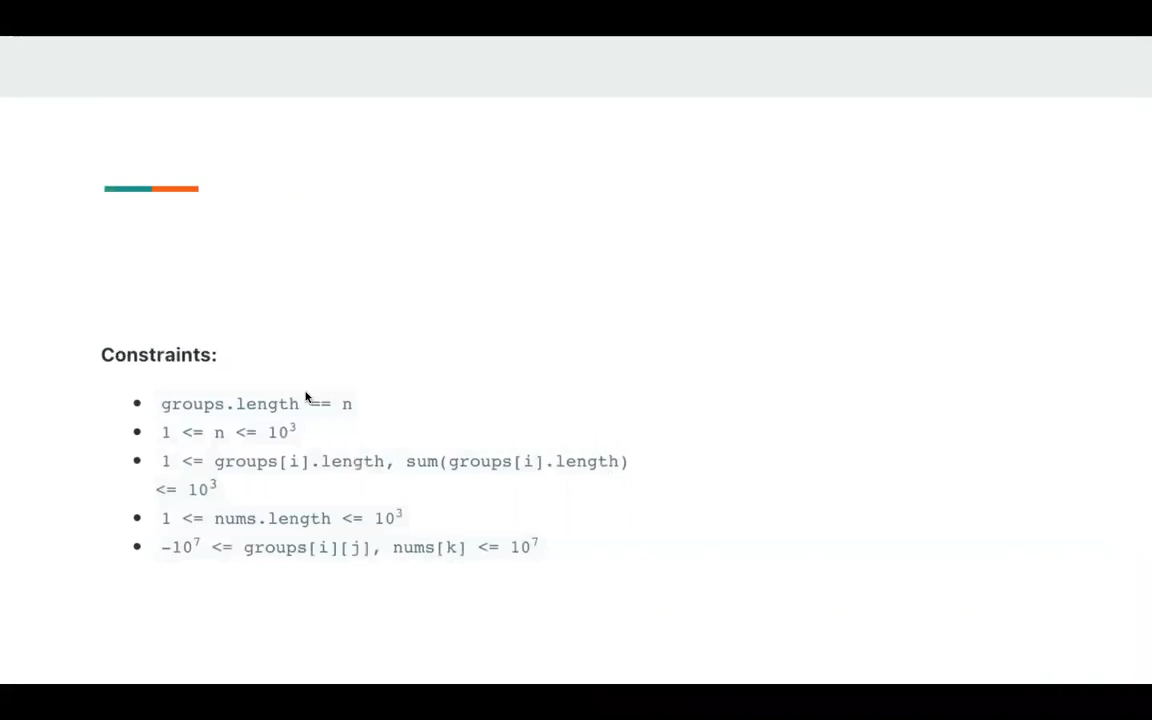 Constraints:
groups.length == n
1 <= n <= 10³
1 <= groups[i].length, sum(groups[i].length)
<= 10³
1 <= nums.length <= 10³
-10⁷ <= groups[i][j], nums[k] <= 10⁷